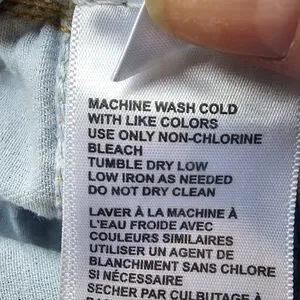 MACHINE WASH COLD
WITH LIKE COLORS
USE ONLY NON-CHLORINE
BLEACH
TUMBLE DRY LOW
LOW IRON AS NEEDED
DO NOT DRY CLEAN
LAVER À LA MACHINE À
L'EAU FROIDE AVEC
COULEURS SIMILAIRES
UTILISER UN AGENT DE
BLANCHIMENT SANS CHLORE
SI NÉCESSAIRE
SECHER PAR CULBUTAGE À